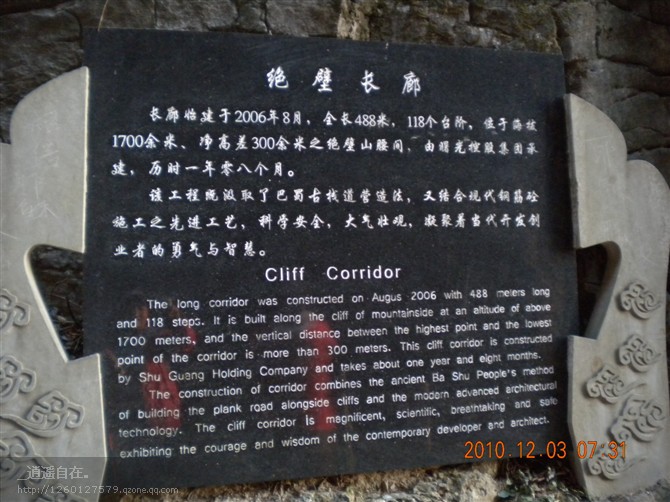 绝壁长廊
长廊始建于2006年8月，全长488米，118个台阶，位于海拔
1700余米、净高差300余米之绝壁山腰间，由曙光控股集团承
建，历时一年零八个月。
该工程既汲取了巴蜀古栈道营造法，又结合现代钢筋砼
施工之先进工艺，科学安全，大气壮观，凝聚着当代开发创
业者的勇气与智慧。
Cliff Corridor
The long corridor was constructed on Augus 2006 with 488 meters long
and 118 steps. It is built along the cliff of mountainside at an altitude of above
1700 meters, and the vertical distance between the highest point and the lowest
point of the corridor is more than 300 meters. This cliff corridor is constructed
by Shu Guang Holding Company and takes about one year and eight months.
The construction of corridor combines the ancient Ba Shu People's method
of building the plank road alongside cliffs and the modern advanced architectural
technology. The cliff corridor is magnificent, scientific, breathtaking and safe
exhibiting the courage and wisdom of the contemporary developer and architect.
2010.12.03 07:31
逍遥自在。
http://1260127579.qzone.qq.com